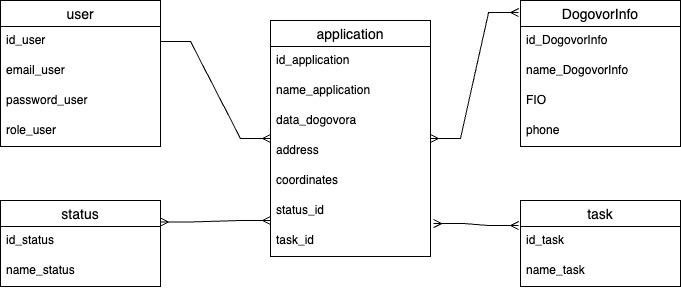 user
id_user
email_user
password_user
role_user
application
id_application
name_application
data_dogovora
address
coordinates
status_id
task_id
DogovorInfo
id_DogovorInfo
name_DogovorInfo
FIO
phone
status
id_status
name_status
task
id_task
name_task